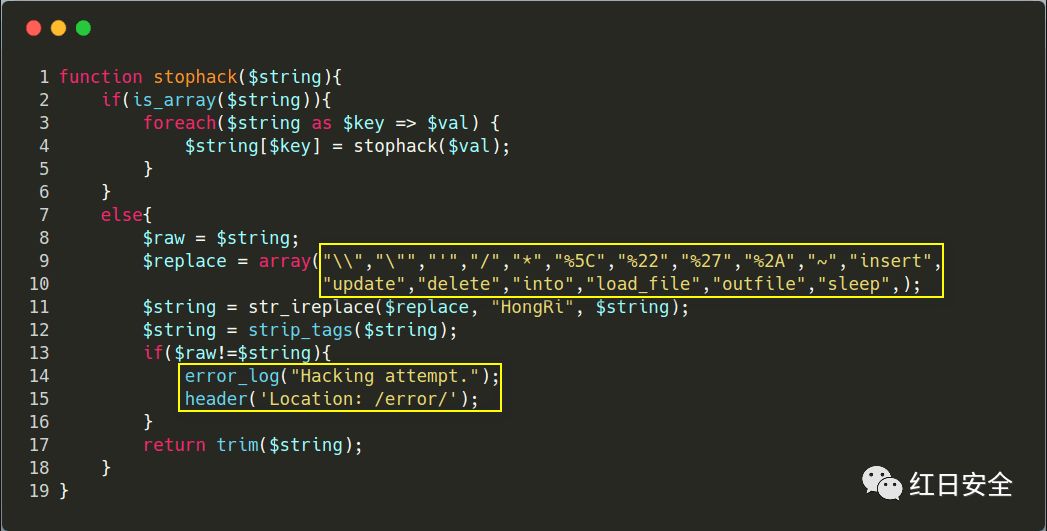 1 function stophack($string){
2     if(is_array($string)){
3         foreach($string as $key => $val) {
4             $string[$key] = stophack($val);
5         }
6     }
7     else{
8         $raw = $string;
9         $replace = array("\\","\"","'","/","*","%5C","%22","%27","%2A","~","insert",
10                          "update","delete","into","load_file","outfile","sleep",);
11         $string = str_ireplace($replace, "HongRi", $string);
12         $string = strip_tags($string);
13         if($raw!=$string){
14             error_log("Hacking attempt.");
15             header('Location: /error/');
16         }
17         return trim($string);
18     }
19 }
红日安全